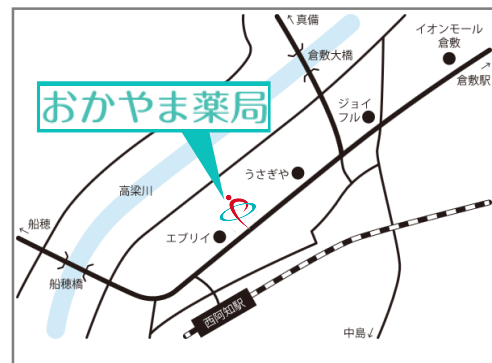 ↖真備
イオンモール
倉敷
倉敷大橋
↗
倉敷駅
おかやま薬局
ジョイ
フル
うさぎや
高梁川
↖船穂
エブリイ
船穂橋
西阿知駅
中島↙